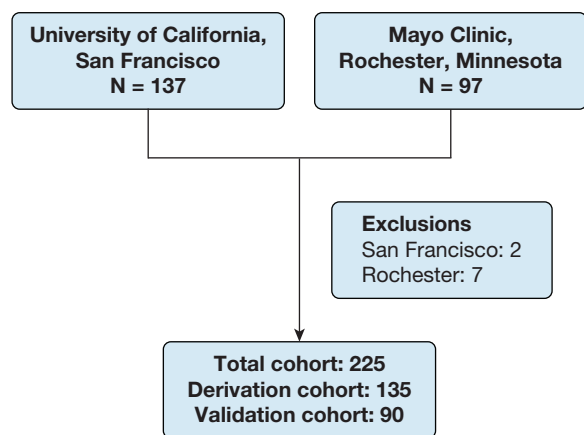 University of California,
San Francisco
N = 137
Mayo Clinic,
Rochester, Minnesota
N = 97
Exclusions
San Francisco: 2
Rochester: 7
Total cohort: 225
Derivation cohort: 135
Validation cohort: 90